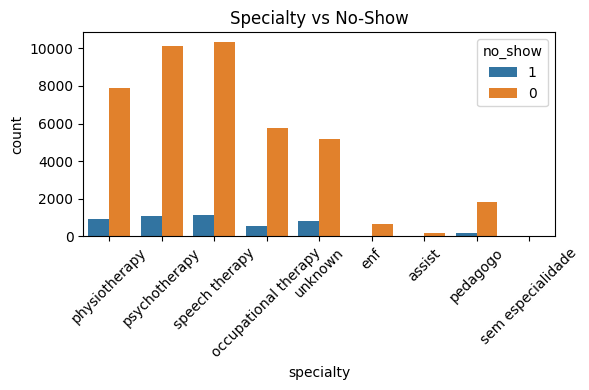 Specialty vs No-Show
no_show
1
0
count
10000
8000
6000
4000
2000
0
physiotherapy
psychotherapy
speech therapy
occupational therapy
unknown
enf
assist
pedagogo
sem especialidade
specialty